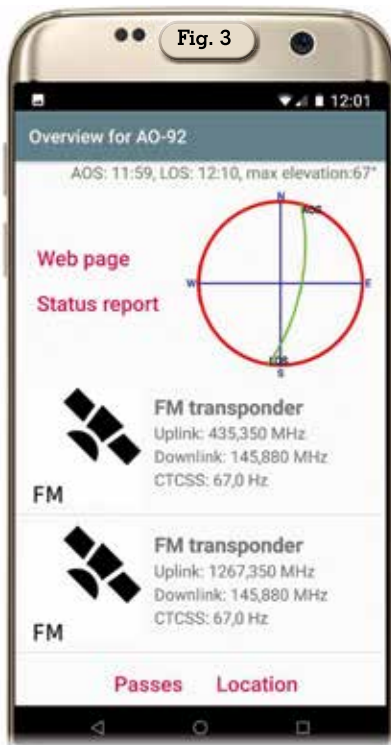 Fig. 3
12:01
Overview for AO-92
AOS: 11:59, LOS: 12:10, max elevation:67°
Web page
Status report
N
AOS
W
E
LOS
S
FM transponder
Uplink: 435,350 MHz
Downlink: 145,880 MHz
CTCSS: 67,0 Hz
FM
FM transponder
Uplink: 1267,350 MHz
Downlink: 145,880 MHz
CTCSS: 67,0 Hz
FM
Passes Location